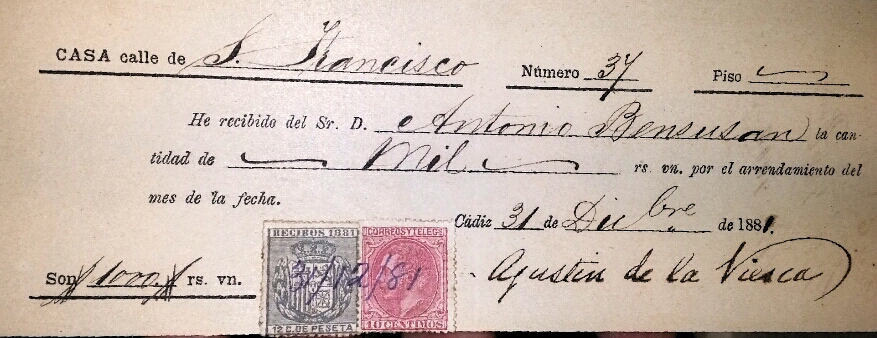 CASA calle de S. Francisco Número 37 Piso
He recibido del Sr. D. Antonio Bensusan la can-
tidad de Mil rs. vn. por el arrendamiento del
mes de la fecha.
Cádiz 31 de Dicbre de 1881.
RECIBOS 1881 CORREOS Y TELEGS
31/12/81
Son 1000 rs. vn. Agustin de la Viesca
12 C. DE PESETA 10 CENTIMOS